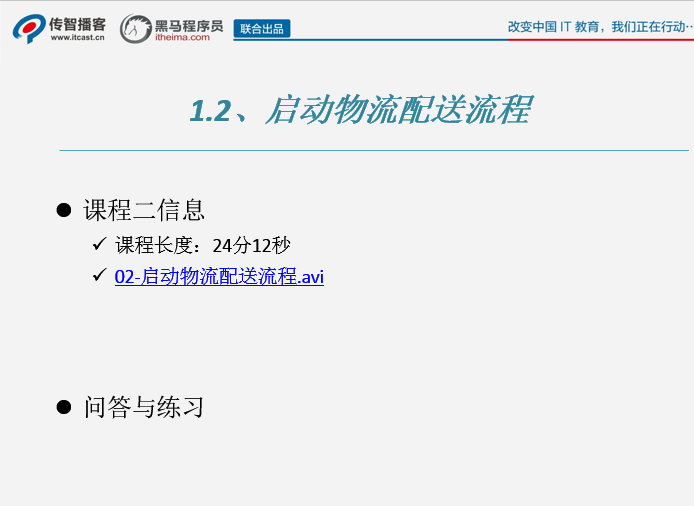 传智播客
www.itcast.cn
黑马程序员
itheima.com
联合出品
改变中国 IT 教育，我们正在行动…
1.2、启动物流配送流程
课程二信息
课程长度：24分12秒
02-启动物流配送流程.avi
问答与练习